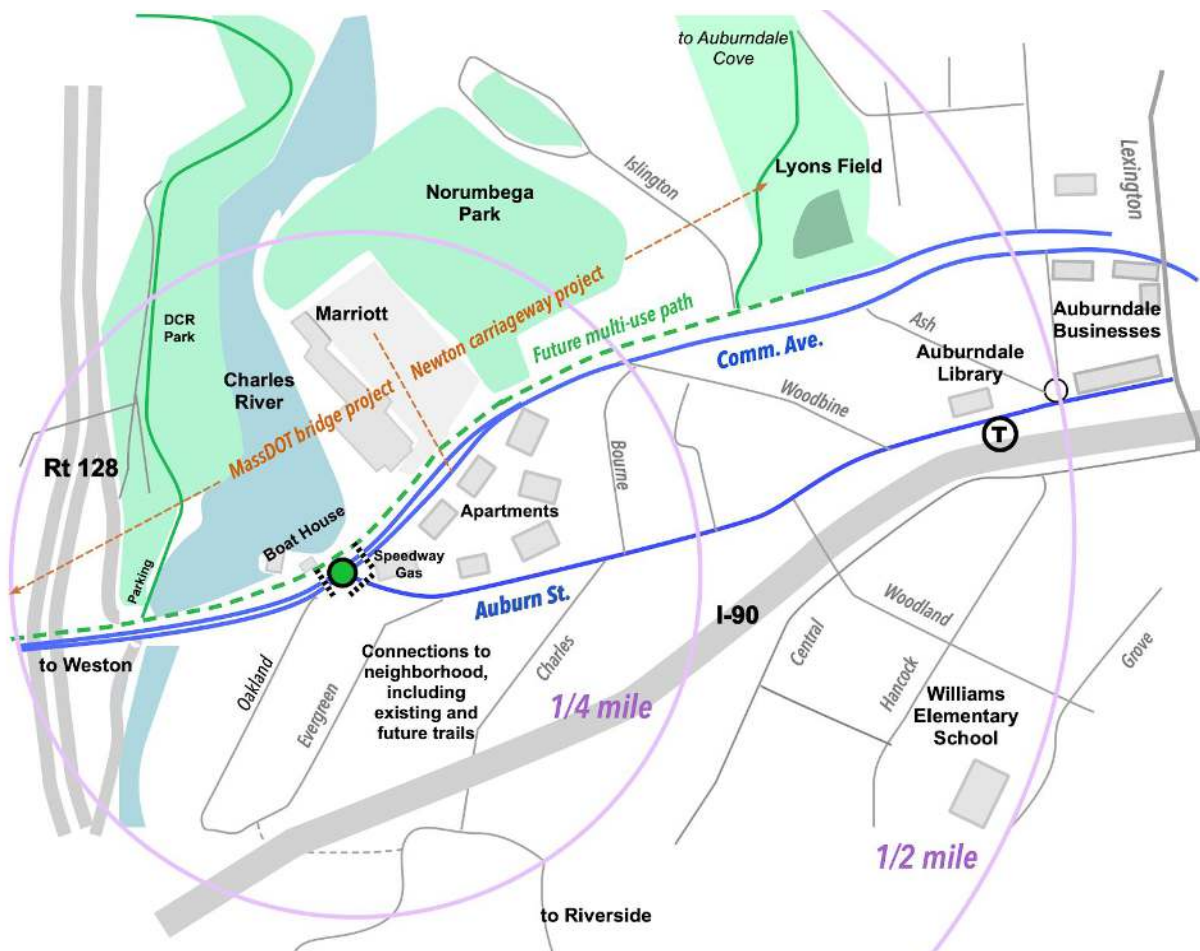 to Auburndale
Cove
Lyons Field
Islington
Lexington
Norumbega
Park
DCR
Park
Marriott
Newton carriageway project
Future multi-use path
Comm. Ave.
Ash
Auburndale
Businesses
Auburndale
Library
Charles
River
MassDOT bridge project
Woodbine
T
Rt 128
Bourne
Boat House
Apartments
Speedway
Gas
Parking
Auburn St.
I-90
Woodland
to Weston
Oakland
Evergreen
Connections to
neighborhood,
including
existing and
future trails
Charles
Central
Hancock
Grove
1/4 mile
Williams
Elementary
School
1/2 mile
to Riverside